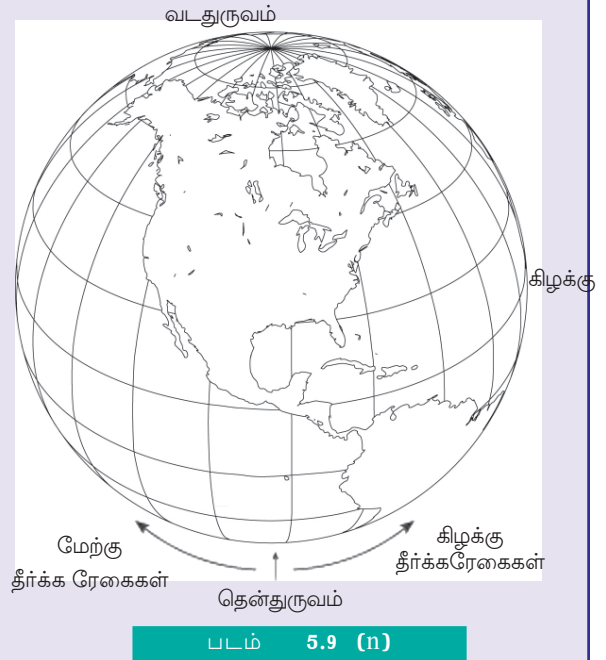 வடதுருவம்
கிழக்கு
மேற்கு
தீர்க்க ரேகைகள்
கிழக்கு
தீர்க்கரேகைகள்
தென்துருவம்
படம் 5.9 (n)